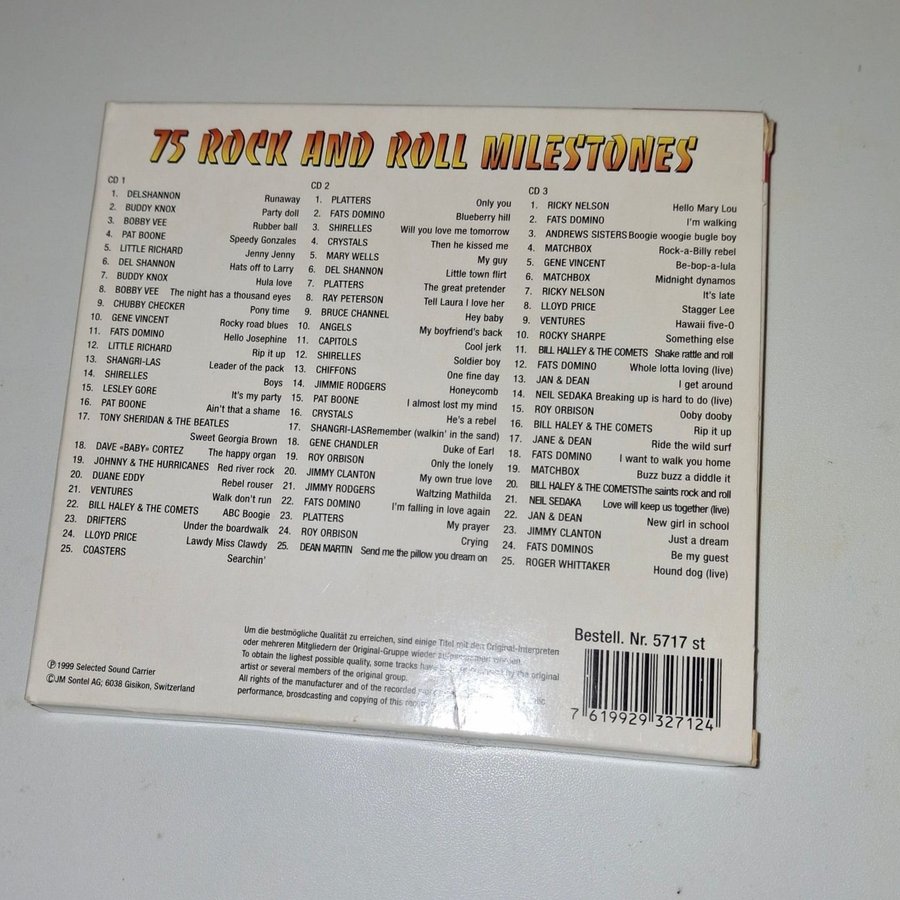 75 ROCK AND ROLL MILESTONES
CD 1
1. DELSHANNON Runaway
2. BUDDY KNOX Party doll
3. BOBBY VEE Rubber ball
4. PAT BOONE Speedy Gonzales
5. LITTLE RICHARD Jenny Jenny
6. DEL SHANNON Hats off to Larry
7. BUDDY KNOX Hula love
8. BOBBY VEE The night has a thousand eyes
9. CHUBBY CHECKER Pony time
10. GENE VINCENT Rocky road blues
11. FATS DOMINO Hello Josephine
12. LITTLE RICHARD Rip it up
13. SHANGRI-LAS Leader of the pack
14. SHIRELLES Boys
15. LESLEY GORE It's my party
16. PAT BOONE Ain't that a shame
17. TONY SHERIDAN & THE BEATLES
Sweet Georgia Brown
18. DAVE «BABY» CORTEZ The happy organ
19. JOHNNY & THE HURRICANES Red river rock
20. DUANE EDDY Rebel rouser
21. VENTURES Walk don't run
22. BILL HALEY & THE COMETS ABC Boogie
23. DRIFTERS Under the boardwalk
24. LLOYD PRICE Lawdy Miss Clawdy
25. COASTERS Searchin'
CD 2
1. PLATTERS Only you
2. FATS DOMINO Blueberry hill
3. SHIRELLES Will you love me tomorrow
4. CRYSTALS Then he kissed me
5. MARY WELLS My guy
6. DEL SHANNON Little town flirt
7. PLATTERS The great pretender
8. RAY PETERSON Tell Laura I love her
9. BRUCE CHANNEL Hey baby
10. ANGELS My boyfriend's back
11. CAPITOLS Cool jerk
12. SHIRELLES Soldier boy
13. CHIFFONS One fine day
14. JIMMIE RODGERS Honeycomb
15. PAT BOONE I almost lost my mind
16. CRYSTALS He's a rebel
17. SHANGRI-LAS Remember (walkin' in the sand)
18. GENE CHANDLER Duke of Earl
19. ROY ORBISON Only the lonely
20. JIMMY CLANTON My own true love
21. JIMMY RODGERS Waltzing Mathilda
22. FATS DOMINO I'm falling in love again
23. PLATTERS My prayer
24. ROY ORBISON Crying
25. DEAN MARTIN Send me the pillow you dream on
CD 3
1. RICKY NELSON Hello Mary Lou
2. FATS DOMINO I'm walking
3. ANDREWS SISTERS Boogie woogie bugle boy
4. MATCHBOX Rock-a-Billy rebel
5. GENE VINCENT Be-bop-a-lula
6. MATCHBOX Midnight dynamos
7. RICKY NELSON It's late
8. LLOYD PRICE Stagger Lee
9. VENTURES Hawaii five-O
10. ROCKY SHARPE Something else
11. BILL HALLEY & THE COMETS Shake rattle and roll
12. FATS DOMINO Whole lotta loving (live)
13. JAN & DEAN I get around
14. NEIL SEDAKA Breaking up is hard to do (live)
15. ROY ORBISON Ooby dooby
16. BILL HALEY & THE COMETS Rip it up
17. JANE & DEAN Ride the wild surf
18. FATS DOMINO I want to walk you home
19. MATCHBOX Buzz buzz a diddle it
20. BILL HALEY & THE COMETS The saints rock and roll
21. NEIL SEDAKA Love will keep us together (live)
22. JAN & DEAN New girl in school
23. JIMMY CLANTON Just a dream
24. FATS DOMINOS Be my guest
25. ROGER WHITTAKER Hound dog (live)
℗ 1999 Selected Sound Carrier
© JM Sontel AG; 6038 Gisikon, Switzerland
Um die bestmögliche Qualität zu erreichen, sind einige Titel mit den Original-Interpreten
oder mehreren Mitgliedern der Original-Gruppe wieder
To obtain the lighest possible quality, some tracks have by the original
artist or several members of the original group.
All rights of the manufacturer and of the recorded
performance, brosdcasting and copying of this
Bestell. Nr. 5717 st
7 619929 327124